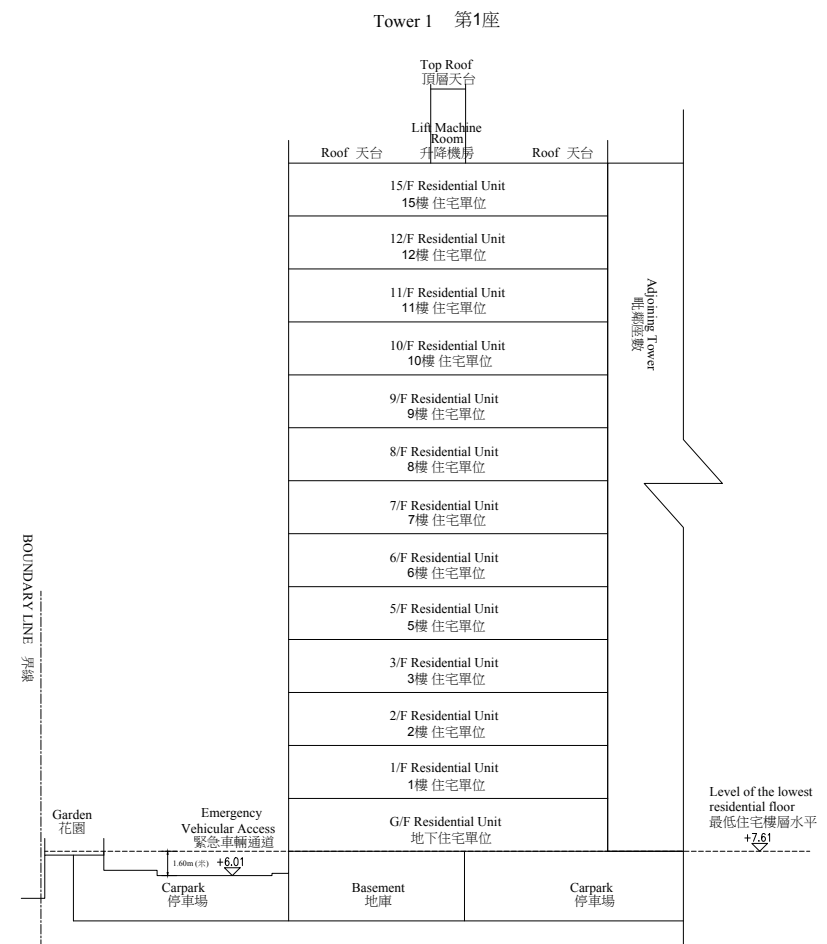 Tower 1 第1座
Top Roof
頂層天台
Lift Machine
Room
升降機房
Roof 天台
Roof 天台
15/F Residential Unit
15樓 住宅單位
12/F Residential Unit
12樓 住宅單位
11/F Residential Unit
11樓 住宅單位
10/F Residential Unit
10樓 住宅單位
9/F Residential Unit
9樓 住宅單位
8/F Residential Unit
8樓 住宅單位
7/F Residential Unit
7樓 住宅單位
6/F Residential Unit
6樓 住宅單位
5/F Residential Unit
5樓 住宅單位
3/F Residential Unit
3樓 住宅單位
2/F Residential Unit
2樓 住宅單位
1/F Residential Unit
1樓 住宅單位
G/F Residential Unit
地下住宅單位
Adjoining Tower
毗鄰座數
BOUNDARY LINE 界線
Garden
花園
Emergency
Vehicular Access
緊急車輛通道
1.60m (米)
+6.01
Level of the lowest
residential floor
最低住宅樓層水平
+7.61
Carpark
停車場
Basement
地庫
Carpark
停車場